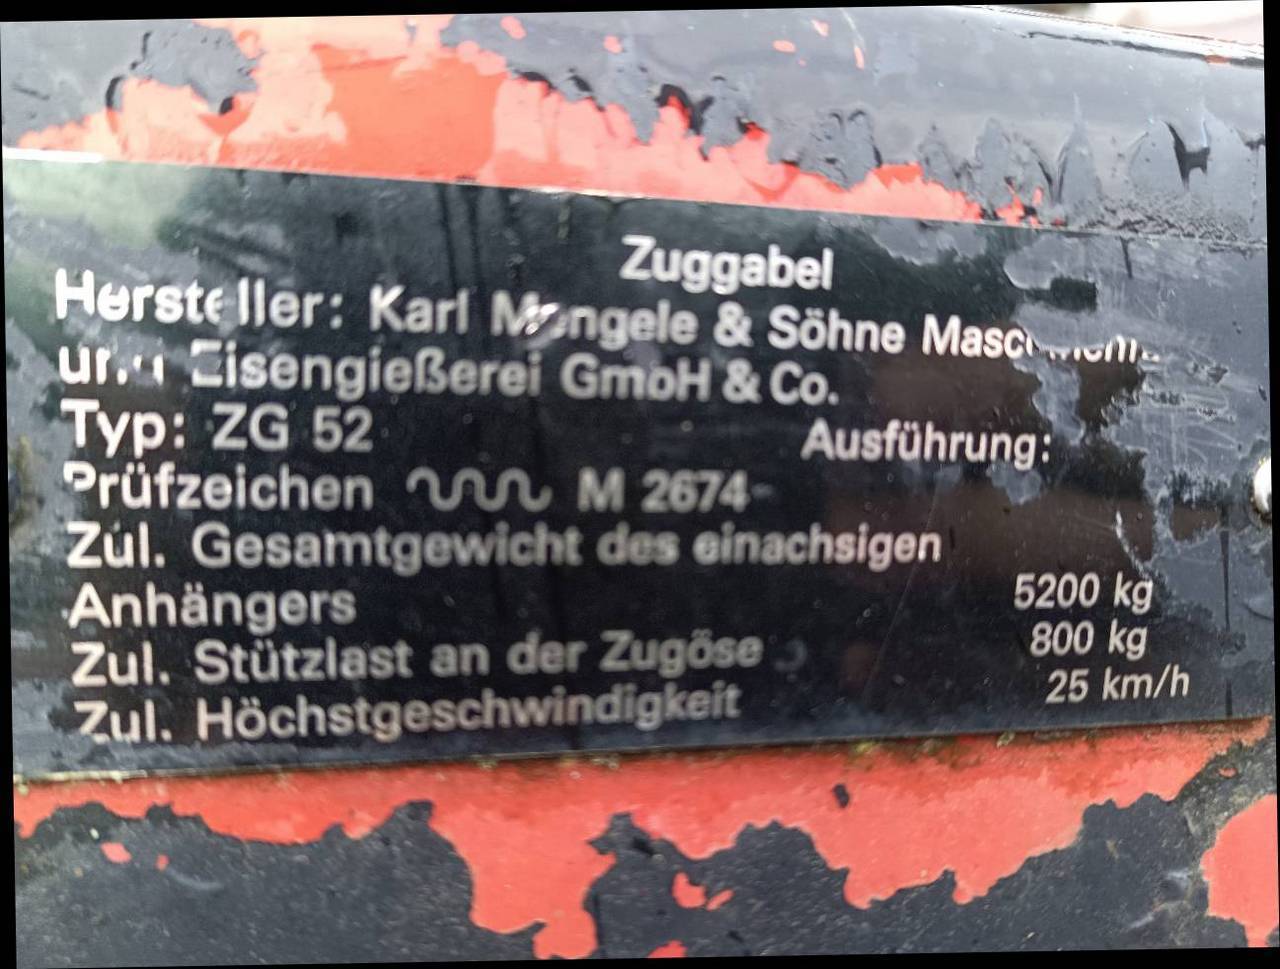 Zuggabel
Hersteller: Karl Mengele & Söhne
und Eisengießerei GmbH & Co.
Typ: ZG 52 Ausführung:
Prüfzeichen M 2674
Zul. Gesamtgewicht des einachsigen
Anhängers 5200 kg
Zul. Stützlast an der Zugöse 800 kg
Zul. Höchstgeschwindigkeit 25 km/h